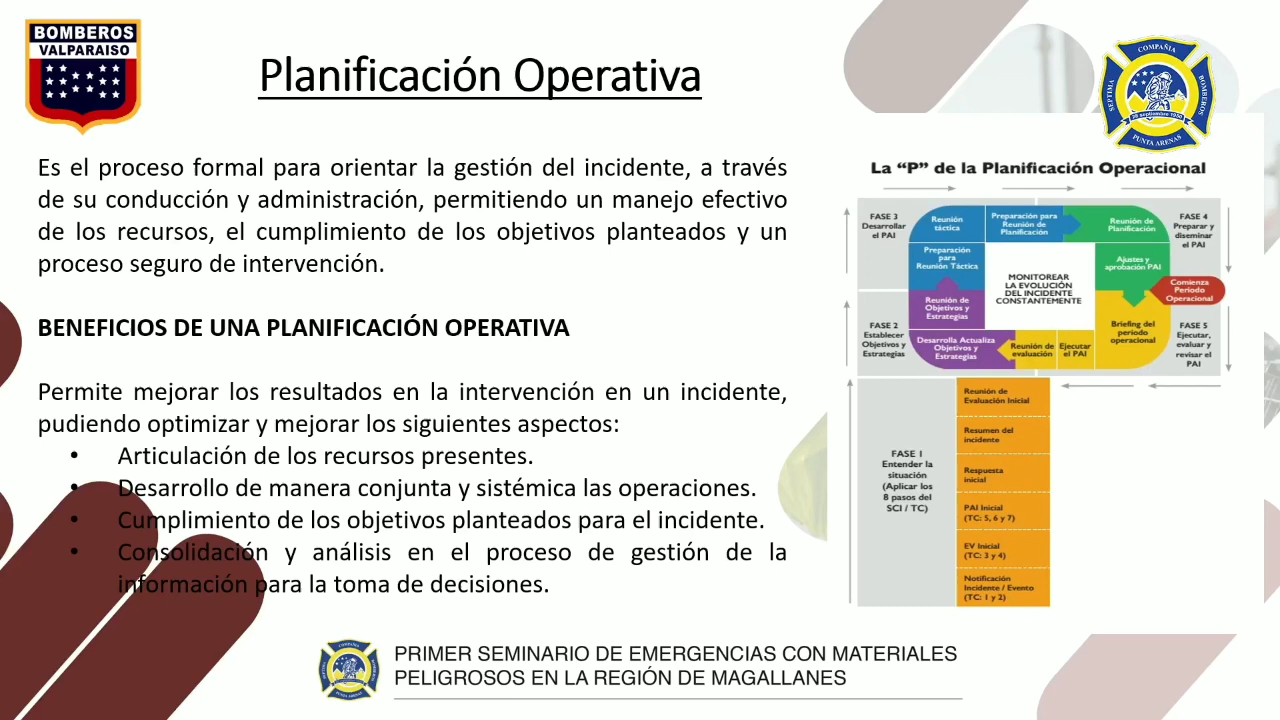 BOMBEROS
VALPARAISO
Planificación Operativa
COMPAÑIA
SEPTIMA
BOMBEROS
28 septiembre 1950
PUNTA ARENAS
Es el proceso formal para orientar la gestión del incidente, a través
de su conducción y administración, permitiendo un manejo efectivo
de los recursos, el cumplimiento de los objetivos planteados y un
proceso seguro de intervención.
BENEFICIOS DE UNA PLANIFICACIÓN OPERATIVA
Permite mejorar los resultados en la intervención en un incidente,
pudiendo optimizar y mejorar los siguientes aspectos:
• Articulación de los recursos presentes.
• Desarrollo de manera conjunta y sistémica las operaciones.
• Cumplimiento de los objetivos planteados para el incidente.
• Consolidación y análisis en el proceso de gestión de la
información para la toma de decisiones.
La “P” de la Planificación Operacional
FASE 3
Desarrollar
el PAI
Reunión
táctica
Preparación para
Reunión de
Planificación
Reunión de
Planificación
FASE 4
Preparar y
diseminar
el PAI
Preparación
para
Reunión Táctica
MONITOREAR
LA EVOLUCIÓN
DEL INCIDENTE
CONSTANTEMENTE
Ajustes y
aprobación PAI
Comienza
Período
Operacional
Reunión de
Objetivos y
Estrategias
FASE 2
Establecer
Objetivos y
Estrategias
Desarrolla Actualiza
Objetivos y
Estrategias
Reunión de
evaluación
Ejecutar
el PAI
Briefing del
período
operacional
FASE 5
Ejecutar,
evaluar y
revisar el
PAI
FASE 1
Entender la
situación
(Aplicar los
8 pasos del
SCI / TC)
Reunión de
Evaluación Inicial
Resumen del
incidente
Respuesta
inicial
PAI Inicial
(TC: 5, 6 y 7)
EV Inicial
(TC: 3 y 4)
Notificación
Incidente / Evento
(TC: 1 y 2)
PRIMER SEMINARIO DE EMERGENCIAS CON MATERIALES
PELIGROSOS EN LA REGIÓN DE MAGALLANES